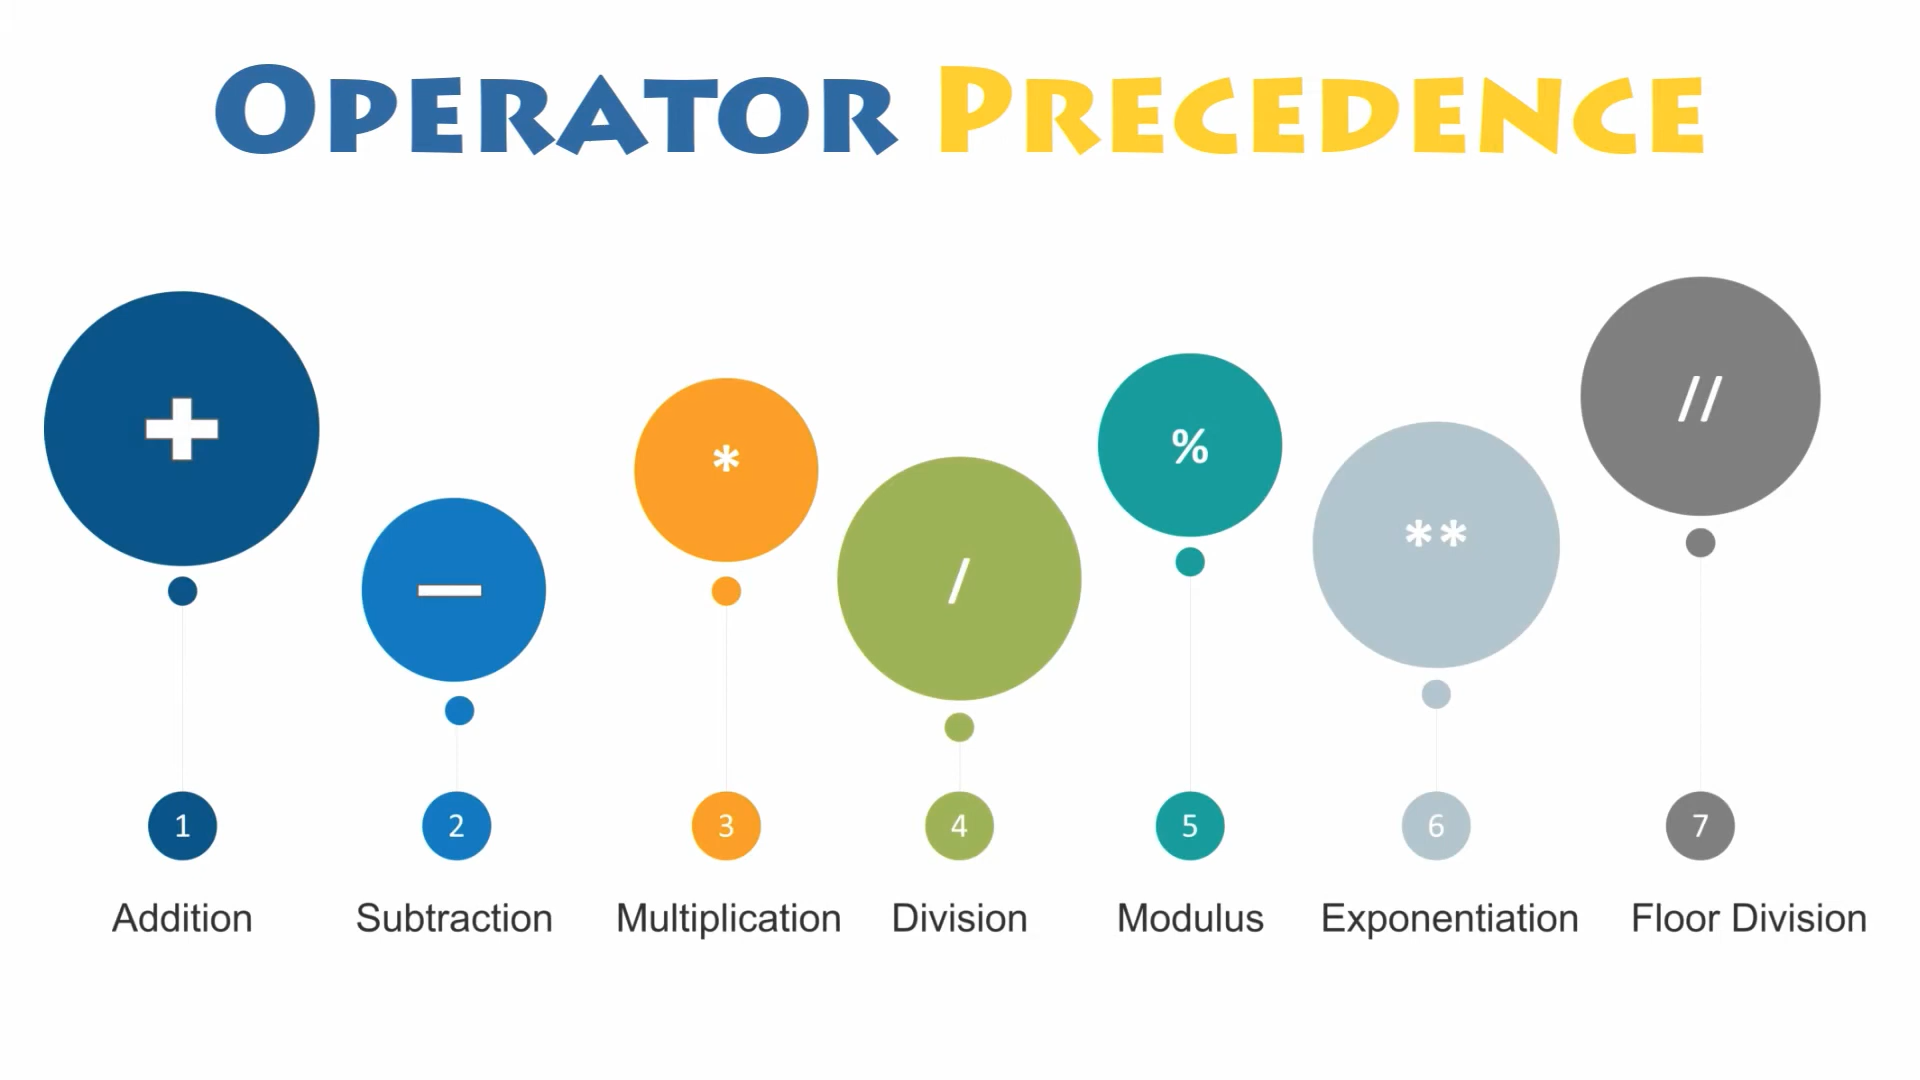 OPERATOR PRECEDENCE
+
−
*
/
%
**
//
1 2 3 4 5 6 7
Addition Subtraction Multiplication Division Modulus Exponentiation Floor Division